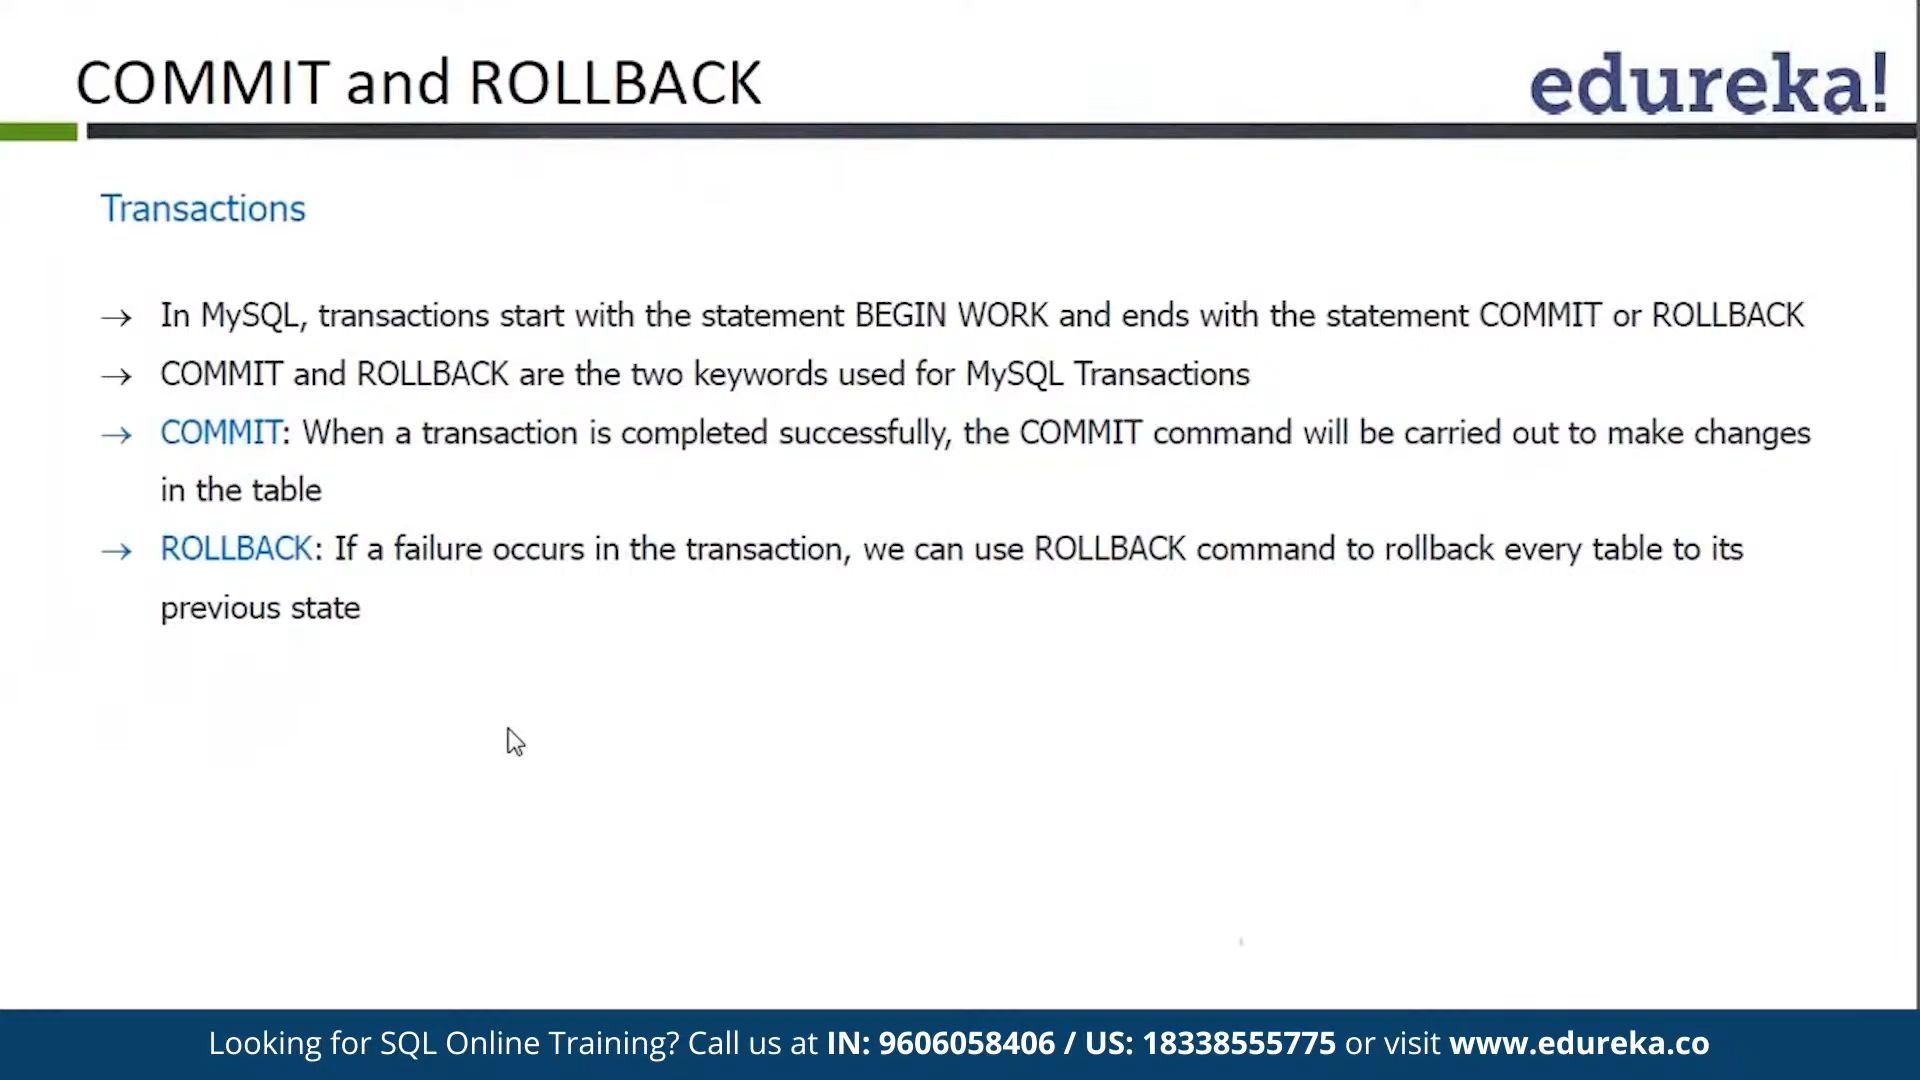 COMMIT and ROLLBACK
edureka!
Transactions
→ In MySQL, transactions start with the statement BEGIN WORK and ends with the statement COMMIT or ROLLBACK
→ COMMIT and ROLLBACK are the two keywords used for MySQL Transactions
→ COMMIT: When a transaction is completed successfully, the COMMIT command will be carried out to make changes
in the table
→ ROLLBACK: If a failure occurs in the transaction, we can use ROLLBACK command to rollback every table to its
previous state
Looking for SQL Online Training? Call us at IN: 9606058406 / US: 18338555775 or visit www.edureka.co